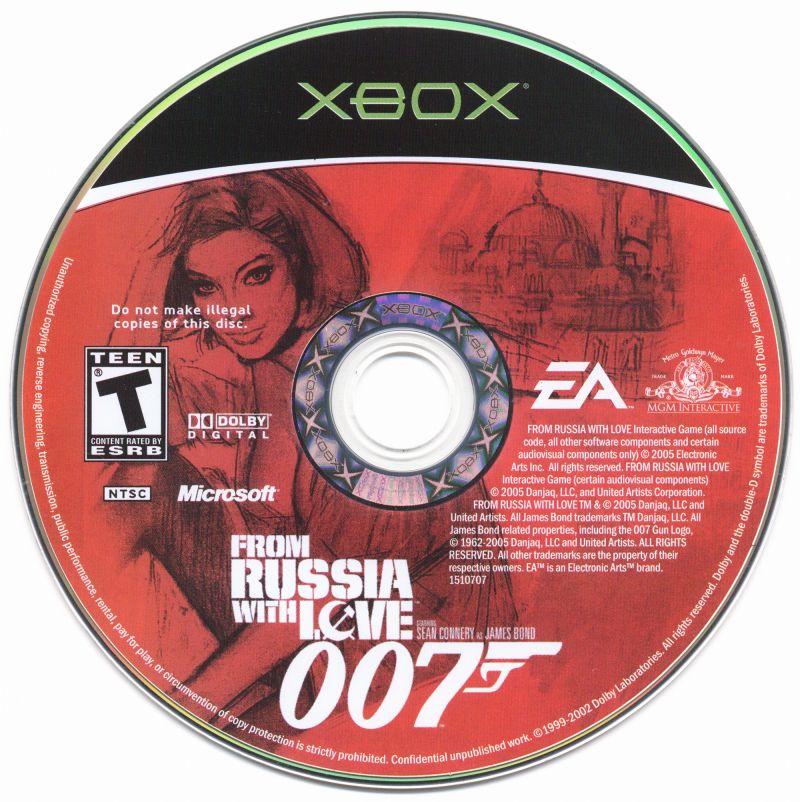 XBOX®
XBOX
Do not make illegal
copies of this disc.
TEEN
T®
CONTENT RATED BY
ESRB
DOLBY
DIGITAL
NTSC
Microsoft®
EA™
Metro Goldwyn Mayer
TRADE MARK
MGM INTERACTIVE
FROM RUSSIA WITH LOVE Interactive Game (all source
code, all other software components and certain
audiovisual components only) © 2005 Electronic
Arts Inc. All rights reserved. FROM RUSSIA WITH LOVE
Interactive Game (certain audiovisual components)
© 2005 Danjaq, LLC, and United Artists Corporation.
FROM RUSSIA WITH LOVE TM & © 2005 Danjaq, LLC and
United Artists. All James Bond trademarks TM Danjaq, LLC. All
James Bond related properties, including the 007 Gun Logo,
© 1962-2005 Danjaq, LLC and United Artists. ALL RIGHTS
RESERVED. All other trademarks are the property of their
respective owners. EA™ is an Electronic Arts™ brand.
1510707
FROM
RUSSIA
WITH LOVE
STARRING SEAN CONNERY AS JAMES BOND
007
Unauthorized copying, reverse engineering, transmission, public performance, rental, pay for play, or circumvention of copy protection is strictly prohibited. Confidential unpublished work. ©1999-2002 Dolby Laboratories. All rights reserved. Dolby and the double-D symbol are trademarks of Dolby Laboratories.